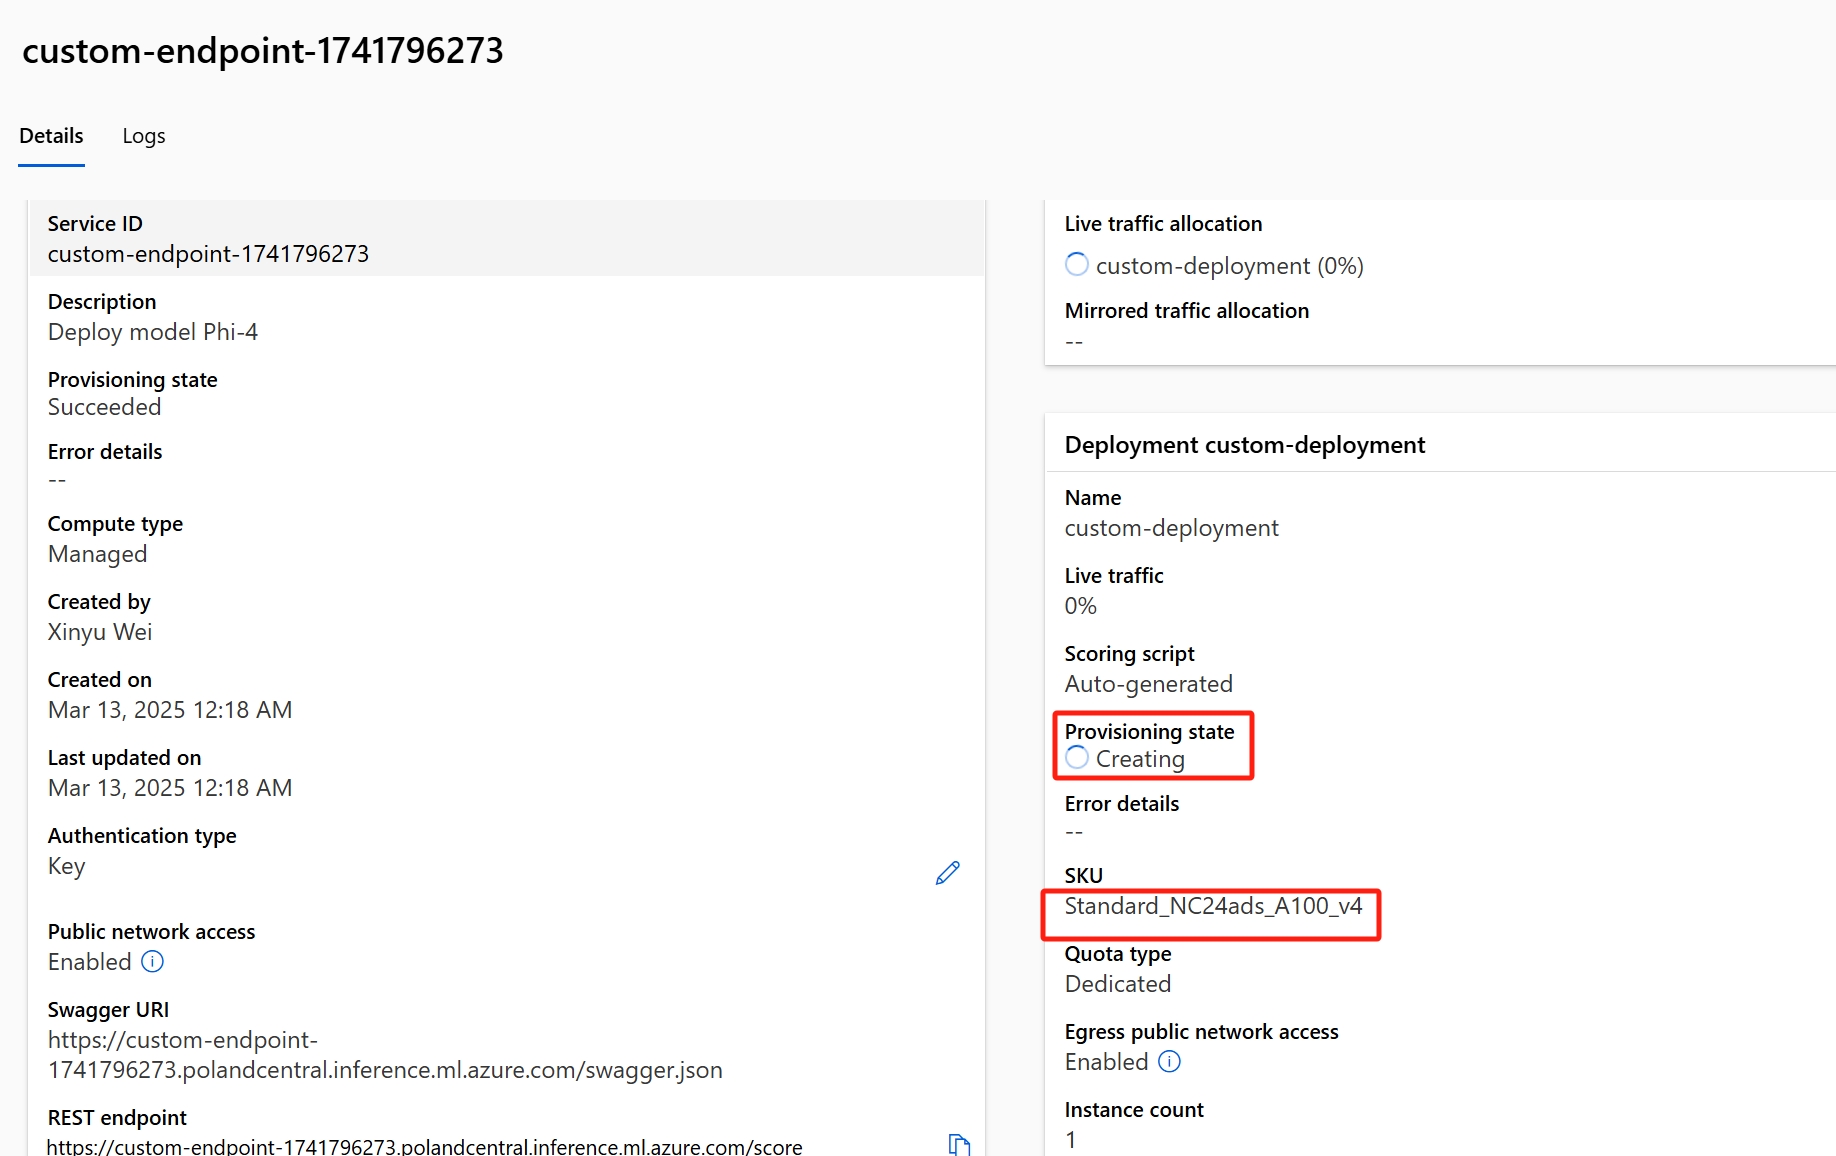 custom-endpoint-1741796273
Details
Logs
Service ID
custom-endpoint-1741796273
Description
Deploy model Phi-4
Provisioning state
Succeeded
Error details
--
Compute type
Managed
Created by
Xinyu Wei
Created on
Mar 13, 2025 12:18 AM
Last updated on
Mar 13, 2025 12:18 AM
Authentication type
Key
Public network access
Enabled
Swagger URI
https://custom-endpoint-
1741796273.polandcentral.inference.ml.azure.com/swagger.json
REST endpoint
https://custom-endpoint-1741796273.polandcentral.inference.ml.azure.com/score
Live traffic allocation
custom-deployment (0%)
Mirrored traffic allocation
--
Deployment custom-deployment
Name
custom-deployment
Live traffic
0%
Scoring script
Auto-generated
Provisioning state
Creating
Error details
--
SKU
Standard_NC24ads_A100_v4
Quota type
Dedicated
Egress public network access
Enabled
Instance count
1